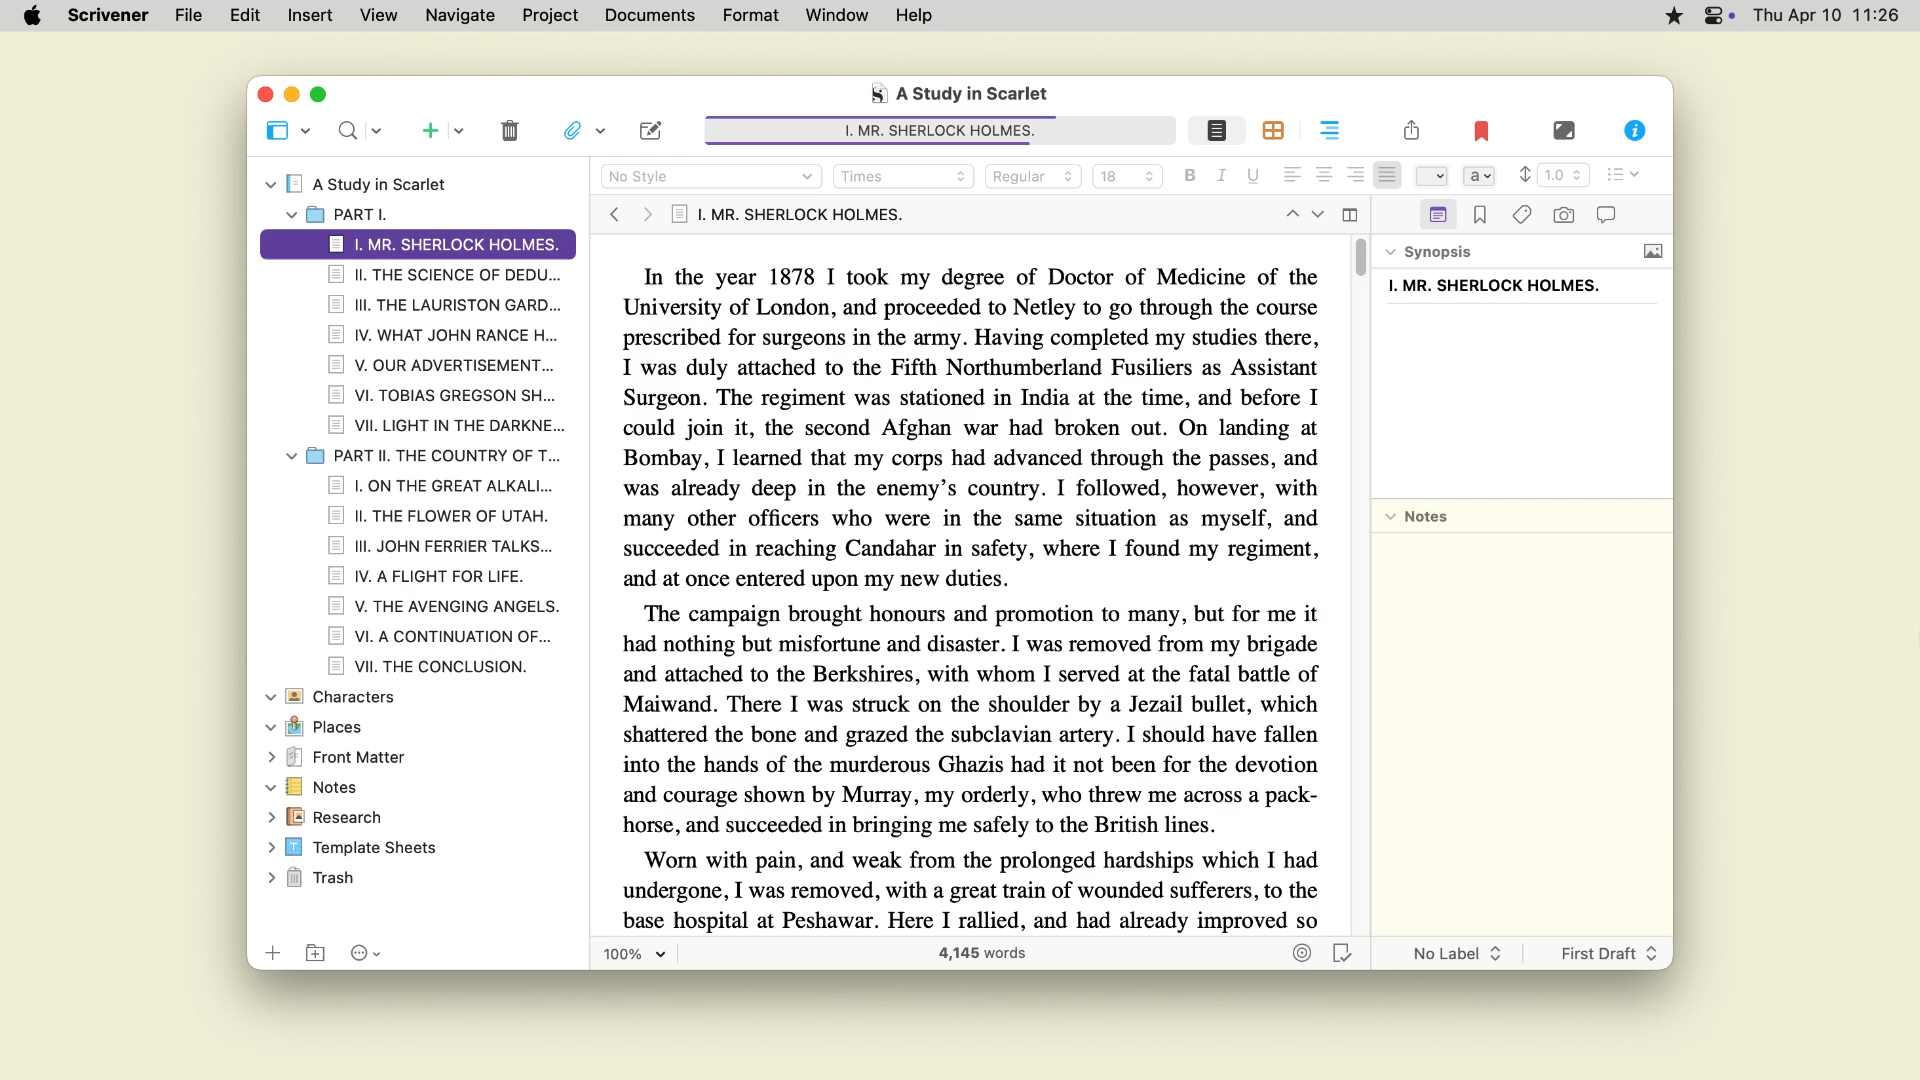 Scrivener File Edit Insert View Navigate Project Documents Format Window Help Thu Apr 10 11:26
A Study in Scarlet
I. MR. SHERLOCK HOLMES.
No Style Times Regular 18 B I U a 1.0
A Study in Scarlet
PART I.
I. MR. SHERLOCK HOLMES.
II. THE SCIENCE OF DEDU...
III. THE LAURISTON GARD...
IV. WHAT JOHN RANCE H...
V. OUR ADVERTISEMENT...
VI. TOBIAS GREGSON SH...
VII. LIGHT IN THE DARKNE...
PART II. THE COUNTRY OF T...
I. ON THE GREAT ALKALI...
II. THE FLOWER OF UTAH.
III. JOHN FERRIER TALKS...
IV. A FLIGHT FOR LIFE.
V. THE AVENGING ANGELS.
VI. A CONTINUATION OF...
VII. THE CONCLUSION.
Characters
Places
Front Matter
Notes
Research
Template Sheets
Trash
I. MR. SHERLOCK HOLMES.
In the year 1878 I took my degree of Doctor of Medicine of the
University of London, and proceeded to Netley to go through the course
prescribed for surgeons in the army. Having completed my studies there,
I was duly attached to the Fifth Northumberland Fusiliers as Assistant
Surgeon. The regiment was stationed in India at the time, and before I
could join it, the second Afghan war had broken out. On landing at
Bombay, I learned that my corps had advanced through the passes, and
was already deep in the enemy’s country. I followed, however, with
many other officers who were in the same situation as myself, and
succeeded in reaching Candahar in safety, where I found my regiment,
and at once entered upon my new duties.
The campaign brought honours and promotion to many, but for me it
had nothing but misfortune and disaster. I was removed from my brigade
and attached to the Berkshires, with whom I served at the fatal battle of
Maiwand. There I was struck on the shoulder by a Jezail bullet, which
shattered the bone and grazed the subclavian artery. I should have fallen
into the hands of the murderous Ghazis had it not been for the devotion
and courage shown by Murray, my orderly, who threw me across a pack-
horse, and succeeded in bringing me safely to the British lines.
Worn with pain, and weak from the prolonged hardships which I had
undergone, I was removed, with a great train of wounded sufferers, to the
base hospital at Peshawar. Here I rallied, and had already improved so
100% 4,145 words
Synopsis
I. MR. SHERLOCK HOLMES.
Notes
No Label First Draft